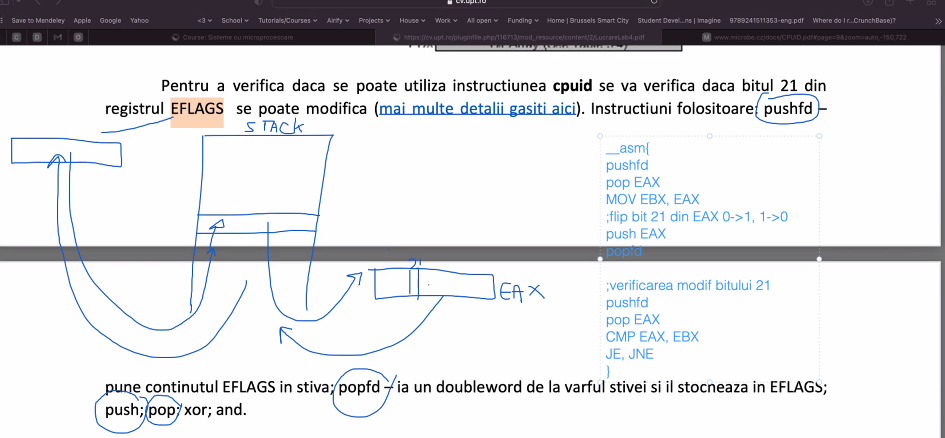 cv.upt.ro
Save to Mendeley Apple Google Yahoo <3 School Tutorials/Courses Airify Projects House Work All open Funding Home | Brussels Smart City Student Devel...ns | Imagine 9789241511353-eng.pdf Where do I r...CrunchBase)?
Course: Sisteme cu microprocesoare
https://cv.upt.ro/pluginfile.php/116713/mod_resource/content/2/LucrareLab4.pdf
www.microbe.cz/docs/CPUID.pdf#page=9&zoom=auto,-150,722
Pentru a verifica daca se poate utiliza instructiunea cpuid se va verifica daca bitul 21 din
registrul EFLAGS se poate modifica (mai multe detalii gasiti aici). Instructiuni folositoare: pushfd –
STACK
__asm{
pushfd
pop EAX
MOV EBX, EAX
;flip bit 21 din EAX 0->1, 1->0
push EAX
popfd
21
EAX
;verificarea modif bitului 21
pushfd
pop EAX
CMP EAX, EBX
JE, JNE
}
pune continutul EFLAGS in stiva; popfd – ia un doubleword de la varful stivei si il stocheaza in EFLAGS;
push; pop; xor; and.